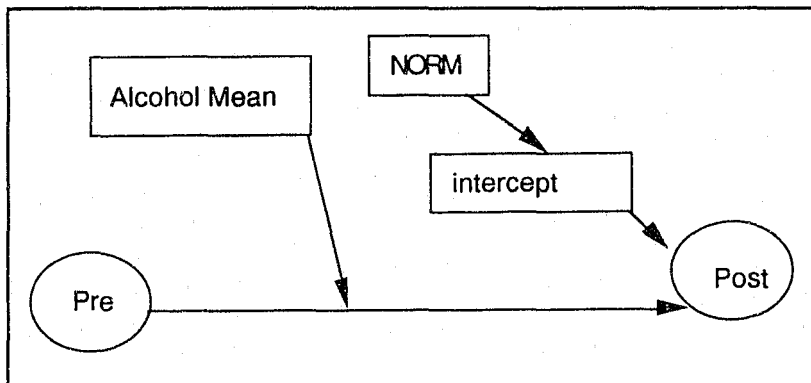 NORM
Alcohol Mean
intercept
Post
Pre